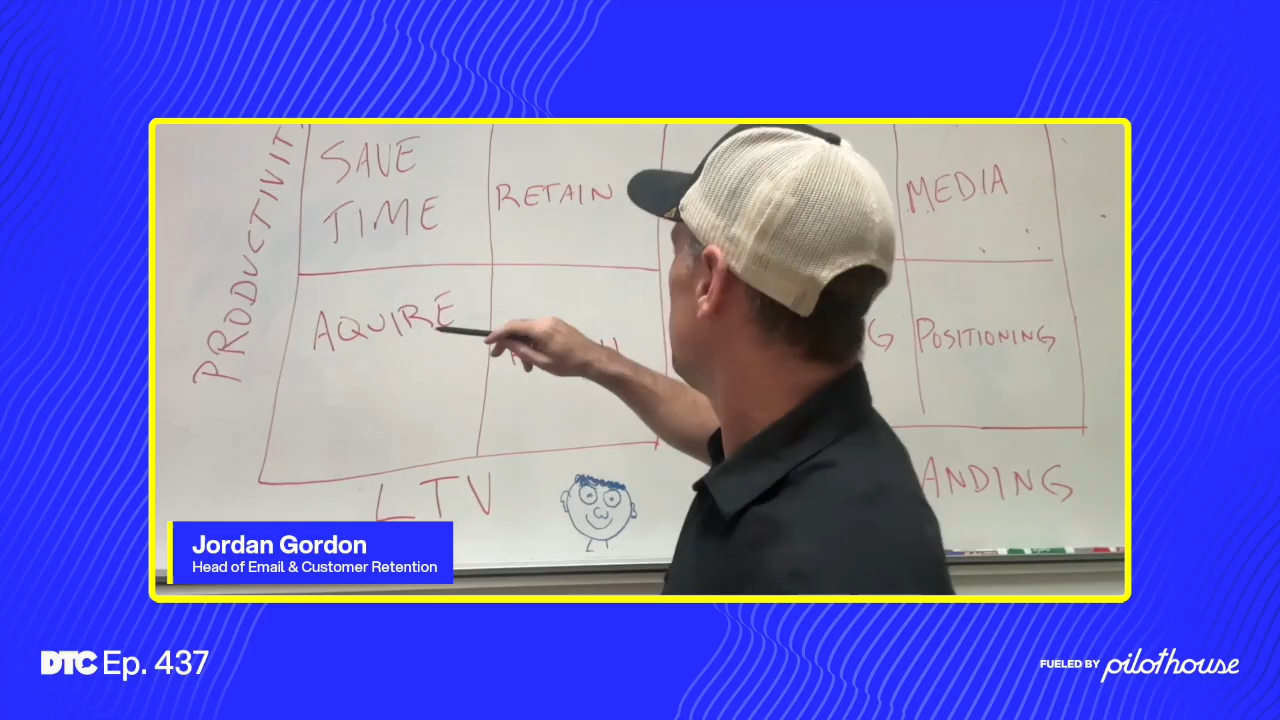 PRODUCTIVIT
SAVE
TIME
RETAIN
MEDIA
AQUIRE
G
POSITIONING
LTV
ANDING
Jordan Gordon
Head of Email & Customer Retention
DTC Ep. 437
FUELED BY pilothouse